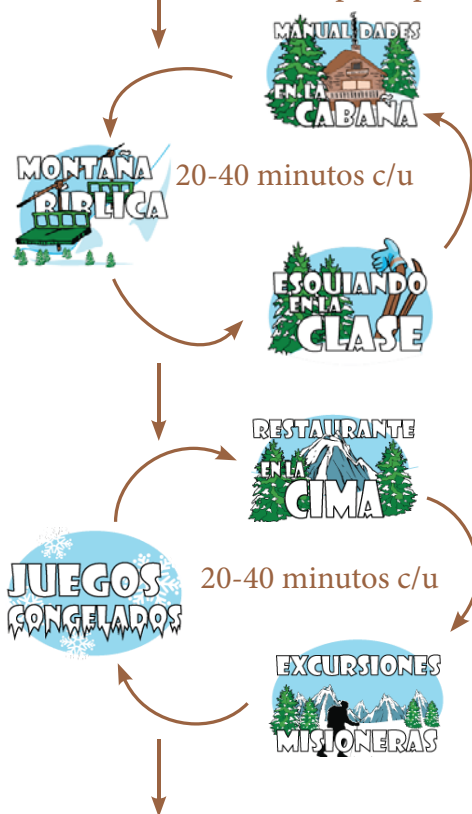 MANUALIDADES
EN LA
CABAÑA
MONTAÑA
BIBLICA
20-40 minutos c/u
ESQUIANDO
EN LA
CLASE
RESTAURANTE
EN LA
CIMA
JUEGOS
CONGELADOS
20-40 minutos c/u
EXCURSIONES
MISIONERAS